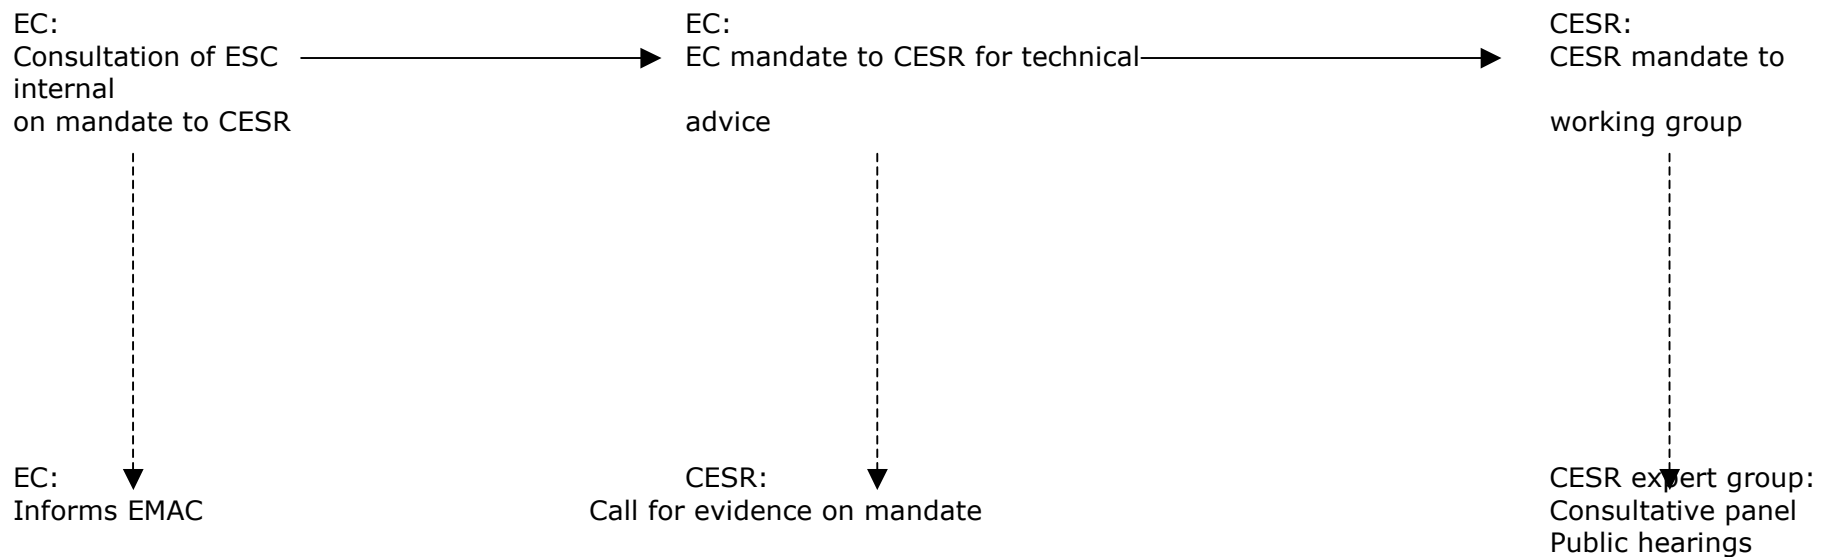 EC:
Consultation of ESC
internal
on mandate to CESR
EC:
EC mandate to CESR for technical
advice
CESR:
CESR mandate to
working group
EC:
Informs EMAC
CESR:
Call for evidence on mandate
CESR expert group:
Consultative panel
Public hearings